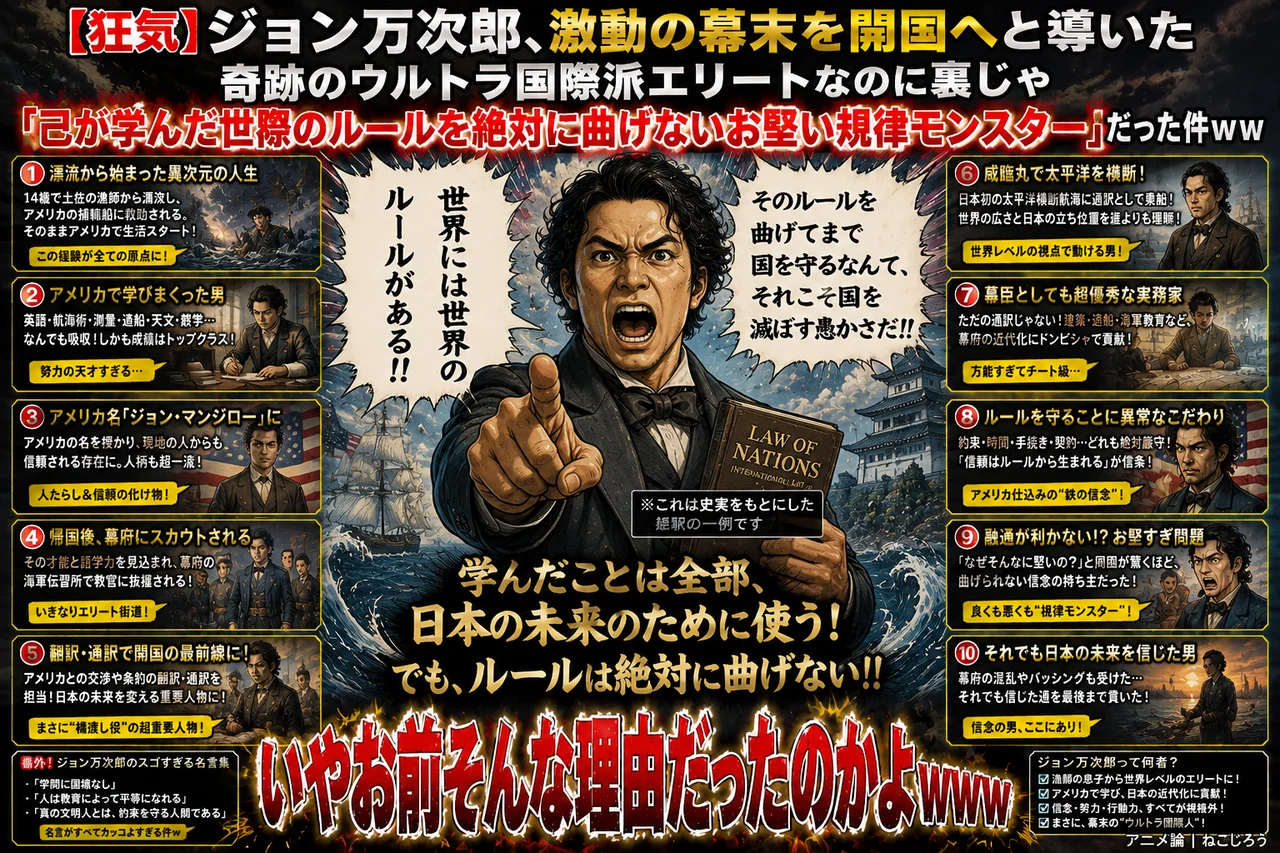 【狂気】ジョン万次郎、激動の幕末を開国へと導いた
奇跡のウルトラ国際派エリートなのに裏じゃ
「己が学んだ世際のルールを絶対に曲げないお堅い規律モンスター」だった件ww
1 漂流から始まった異次元の人生
14歳で土佐の漁師から漂流し、
アメリカの捕鯨船に救助される。
そのままアメリカで生活スタート!
この経験が全ての原点に!
2 アメリカで学びまくった男
英語・航海術・測量・造船・天文・数学…
なんでも吸収!しかも成績はトップクラス!
努力の天才すぎる…
3 アメリカ名「ジョン・マンジロー」に
アメリカの名を授かり、現地の人からも
信頼される存在に。人柄も超一流!
人たらし&信頼の化け物!
4 帰国後、幕府にスカウトされる
その才能と語学力を見込まれ、幕府の
海軍伝習所で教官に抜擢される!
いきなりエリート街道!
5 翻訳・通訳で開国の最前線に!
アメリカとの交渉や条約の翻訳・通訳を
担当!日本の未来を変える重要人物に!
まさに“橋渡し役”の超重要人物!
番外! ジョン万次郎のスゴすぎる名言集
・「学問に国境なし」
・「人は教育によって平等になれる」
・「真の文明人とは、約束を守る人間である」
名言がすべてカッコよすぎる件w
世界には世界の
ルールがある!!
そのルールを
曲げてまで
国を守るなんて、
それこそ国を
滅ぼす愚かさだ!!
LAW OF
NATIONS
※これは史実をもとにした
の一例です
学んだことは全部、
日本の未来のために使う!
でも、ルールは絶対に曲げない!!
いやお前そんな理由だったのかよwww
6 咸臨丸で太平洋を横断!
日本初の太平洋横断航海に通訳として乗船!
世界の広さと日本の立ち位置を誰よりも理解!
世界レベルの視点で動ける男!
7 幕臣としても超優秀な実務家
ただの通訳じゃない!建築・造船・海軍教育など、
幕府の近代化にドンピシャで貢献!
万能すぎてチート級…
8 ルールを守ることに異常なこだわり
約束・時間・手続き・契約…どれも絶対厳守!
「信頼はルールから生まれる」が信条!
アメリカ仕込みの“鉄の信念”!
9 融通が利かない!?お堅すぎ問題
「なぜそんなに堅いの?」と周囲が驚くほど、
曲げられない信念の持ち主だった!
良くも悪くも“規律モンスター”!
10 それでも日本の未来を信じた男
幕府の混乱やバッシングも受けた…
それでも信じた道を最後まで貫いた!
信念の男、ここにあり!
ジョン万次郎って何者?
☑ 漁師の息子から世界レベルのエリートに!
☑ アメリカで学び、日本の近代化に貢献!
☑ 信念・努力・行動力、すべてが規格外!
☑ まさに、幕末の“ウルトラ国際人”!
アニメ論 | ねこじろう